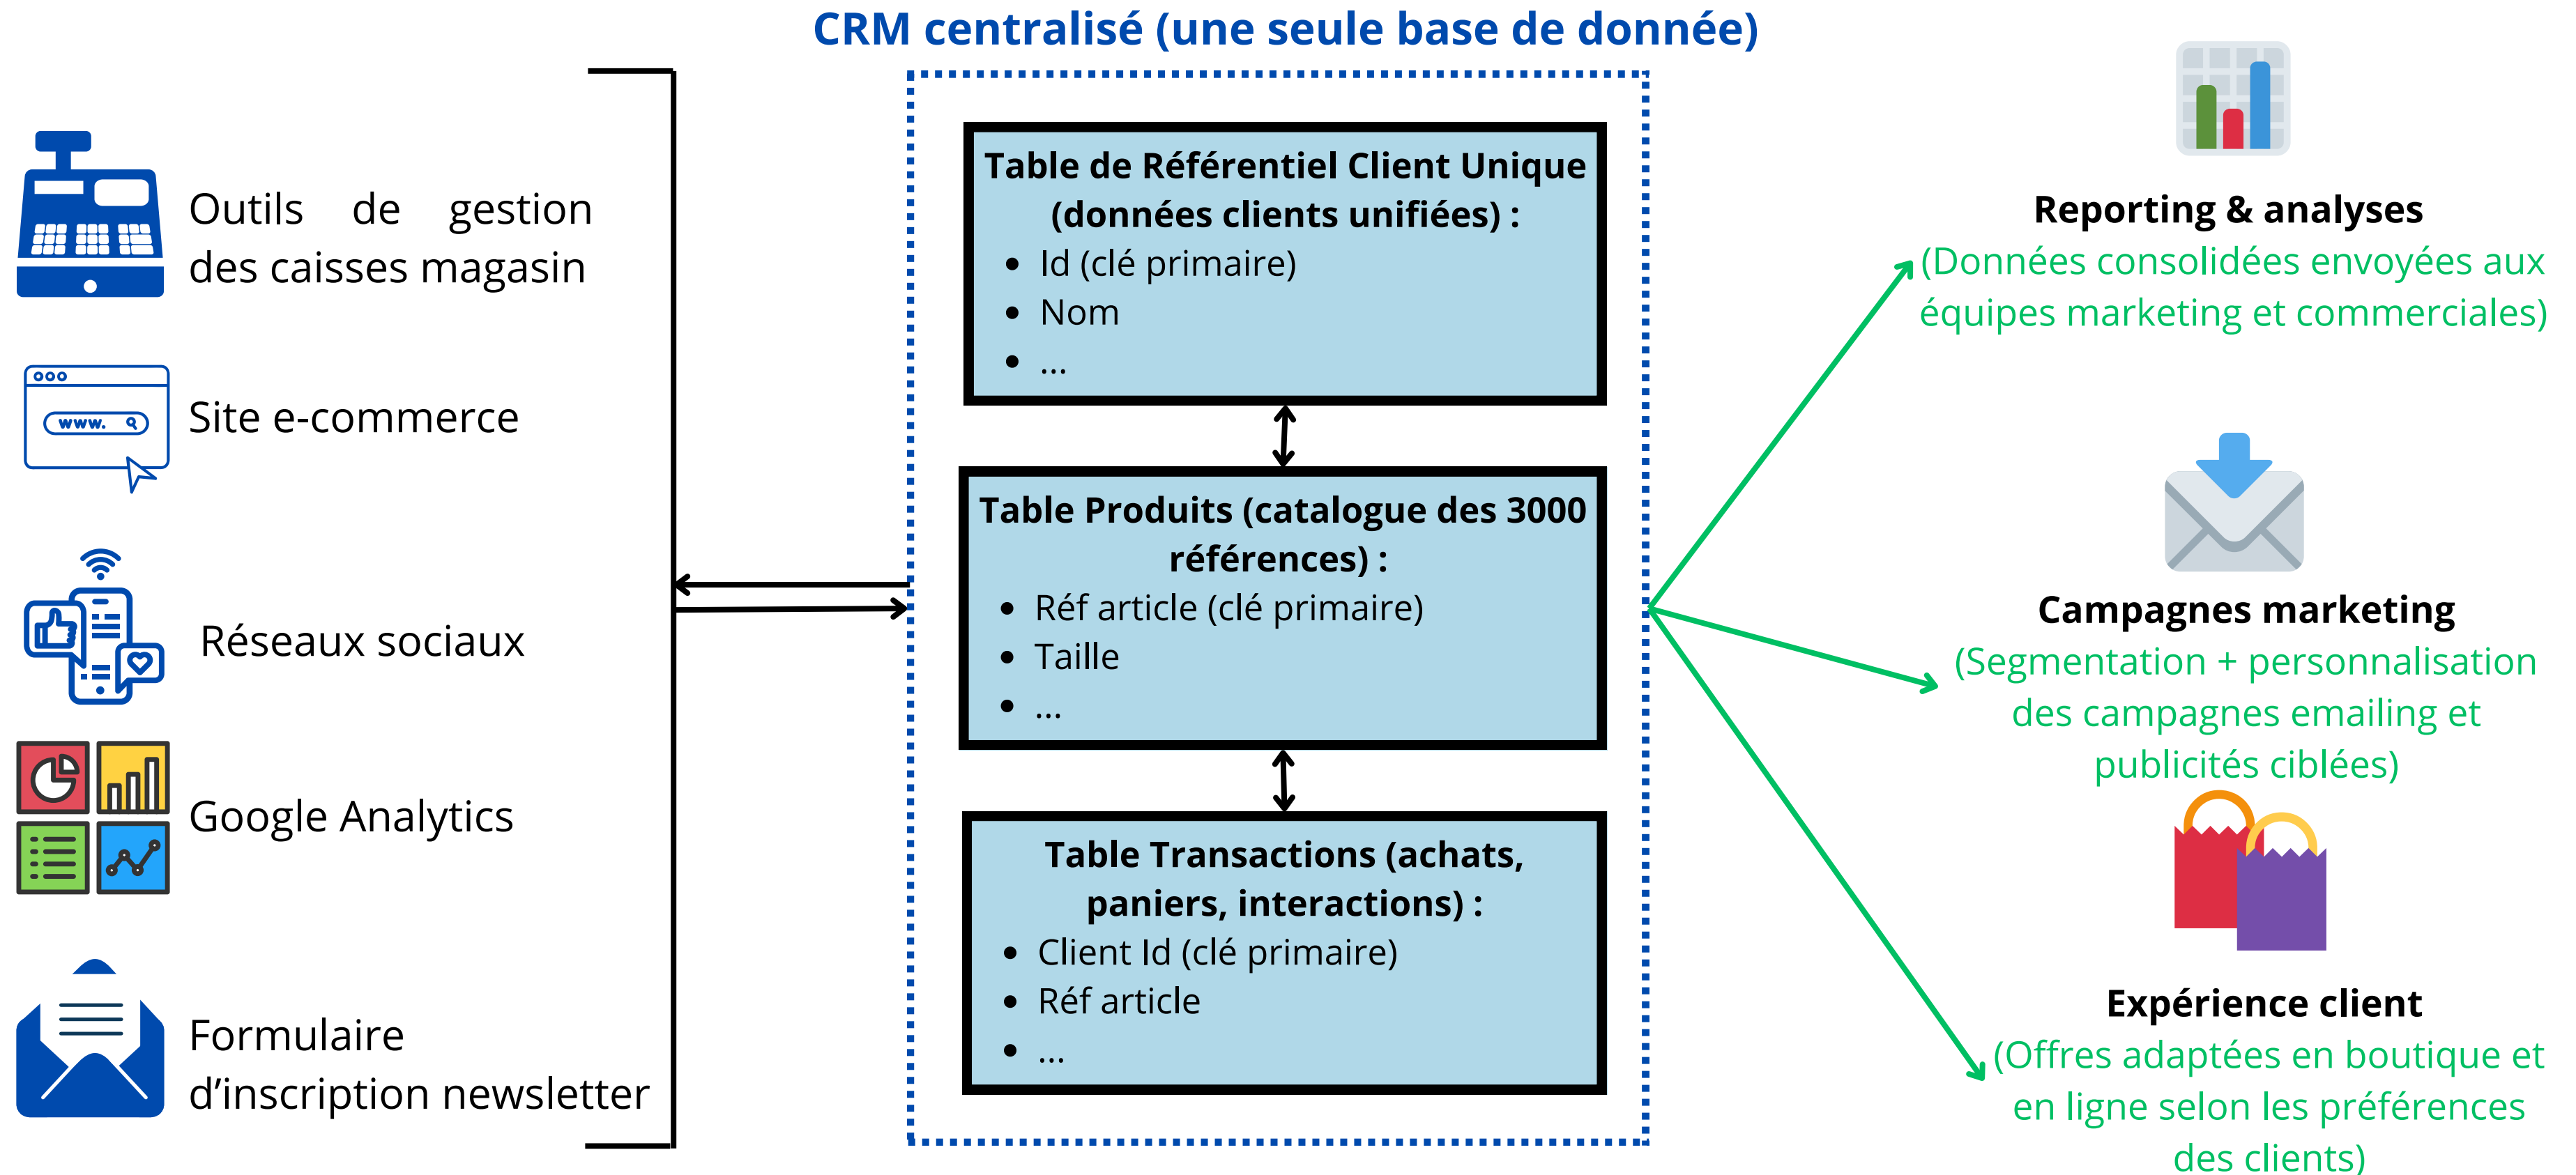 CRM centralisé (une seule base de donnée)
Outils de gestion
des caisses magasin
Site e-commerce
www.
Réseaux sociaux
Google Analytics
Formulaire
d'inscription newsletter
Table de Référentiel Client Unique
(données clients unifiées) :
• Id (clé primaire)
• Nom
• ...
Table Produits (catalogue des 3000
références) :
• Réf article (clé primaire)
• Taille
• ...
Table Transactions (achats,
paniers, interactions) :
• Client Id (clé primaire)
• Réf article
• ...
Reporting & analyses
(Données consolidées envoyées aux
équipes marketing et commerciales)
Campagnes marketing
(Segmentation + personnalisation
des campagnes emailing et
publicités ciblées)
Expérience client
(Offres adaptées en boutique et
en ligne selon les préférences
des clients)